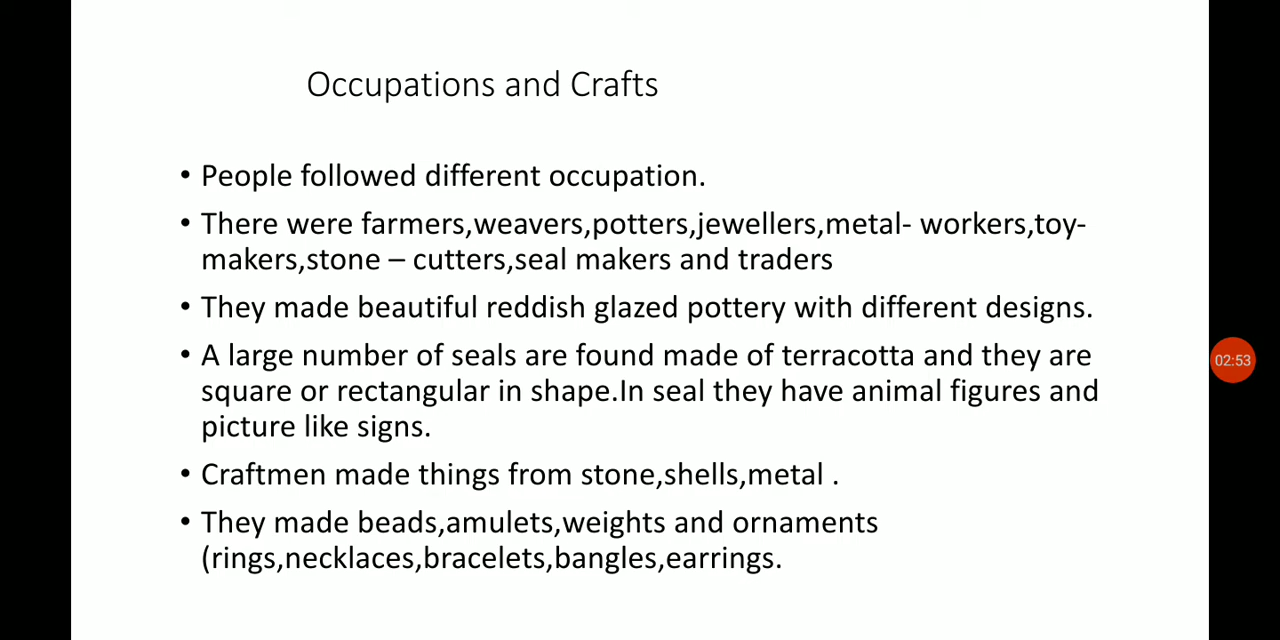 Occupations and Crafts
• People followed different occupation.
• There were farmers,weavers,potters,jewellers,metal- workers,toy-
makers,stone – cutters,seal makers and traders
• They made beautiful reddish glazed pottery with different designs.
• A large number of seals are found made of terracotta and they are
square or rectangular in shape.In seal they have animal figures and
picture like signs.
• Craftmen made things from stone,shells,metal .
• They made beads,amulets,weights and ornaments
(rings,necklaces,bracelets,bangles,earrings.
02:53